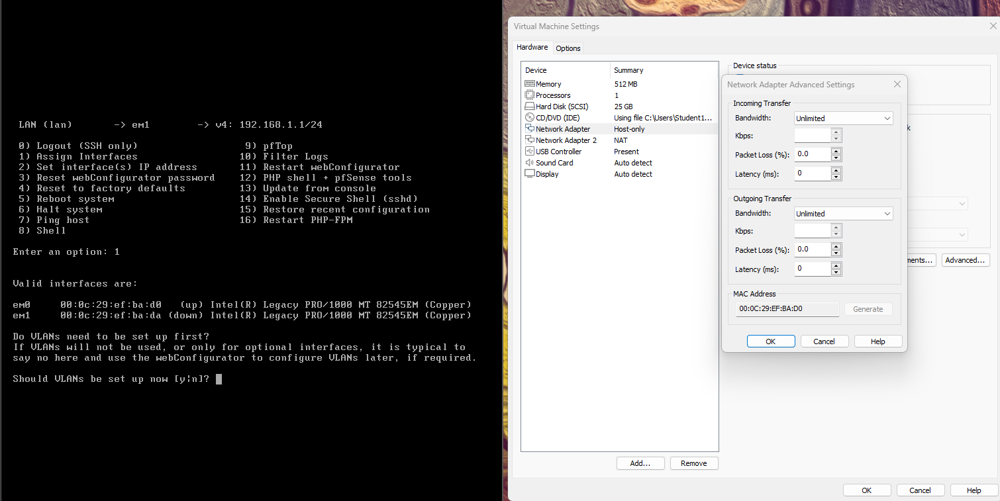 LAN (lan) -> em1 -> v4: 192.168.1.1/24
0) Logout (SSH only) 9) pfTop
1) Assign Interfaces 10) Filter Logs
2) Set interface(s) IP address 11) Restart webConfigurator
3) Reset webConfigurator password 12) PHP shell + pfSense tools
4) Reset to factory defaults 13) Update from console
5) Reboot system 14) Enable Secure Shell (sshd)
6) Halt system 15) Restore recent configuration
7) Ping host 16) Restart PHP-FPM
8) Shell
Enter an option: 1
Valid interfaces are:
em0 00:0c:29:ef:ba:d0 (up) Intel(R) Legacy PRO/1000 MT 82545EM (Copper)
em1 00:0c:29:ef:ba:da (down) Intel(R) Legacy PRO/1000 MT 82545EM (Copper)
Do VLANs need to be set up first?
If VLANs will not be used, or only for optional interfaces, it is typical to
say no here and use the webConfigurator to configure VLANs later, if required.
Should VLANs be set up now [y|n]?
Virtual Machine Settings
Hardware Options
Device Summary
Memory 512 MB
Processors 1
Hard Disk (SCSI) 25 GB
CD/DVD (IDE) Using file C:\Users\Student1...
Network Adapter Host-only
Network Adapter 2 NAT
USB Controller Present
Sound Card Auto detect
Display Auto detect
Add... Remove
Device status
Network Adapter Advanced Settings
Incoming Transfer
Bandwidth: Unlimited
Kbps:
Packet Loss (%): 0.0
Latency (ms): 0
Outgoing Transfer
Bandwidth: Unlimited
Kbps:
Packet Loss (%): 0.0
Latency (ms): 0
MAC Address
00:0C:29:EF:BA:D0 Generate
OK Cancel Help
k
ments... Advanced...
OK Cancel Help